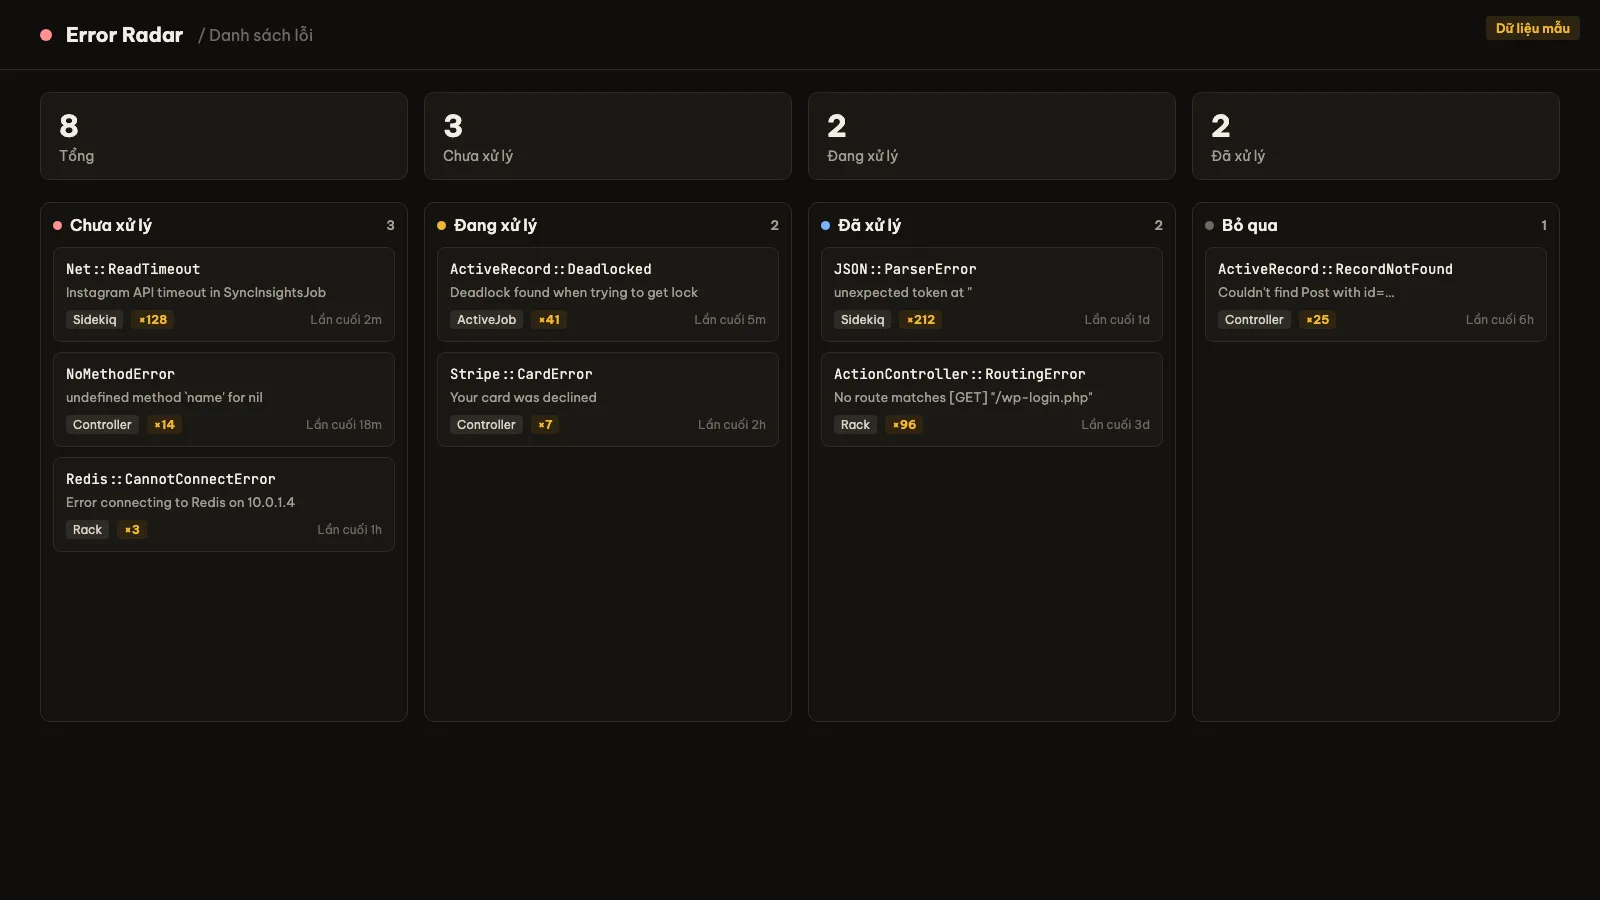 Error Radar / Danh sách lỗi
Dữ liệu mẫu
8
Tổng
3
Chưa xử lý
2
Đang xử lý
2
Đã xử lý
Chưa xử lý 3
Net::ReadTimeout
Instagram API timeout in SyncInsightsJob
Sidekiq ×128 Lần cuối 2m
NoMethodError
undefined method `name' for nil
Controller ×14 Lần cuối 18m
Redis::CannotConnectError
Error connecting to Redis on 10.0.1.4
Rack ×3 Lần cuối 1h
Đang xử lý 2
ActiveRecord::Deadlocked
Deadlock found when trying to get lock
ActiveJob ×41 Lần cuối 5m
Stripe::CardError
Your card was declined
Controller ×7 Lần cuối 2h
Đã xử lý 2
JSON::ParserError
unexpected token at ''
Sidekiq ×212 Lần cuối 1d
ActionController::RoutingError
No route matches [GET] "/wp-login.php"
Rack ×96 Lần cuối 3d
Bỏ qua 1
ActiveRecord::RecordNotFound
Couldn't find Post with id=…
Controller ×25 Lần cuối 6h